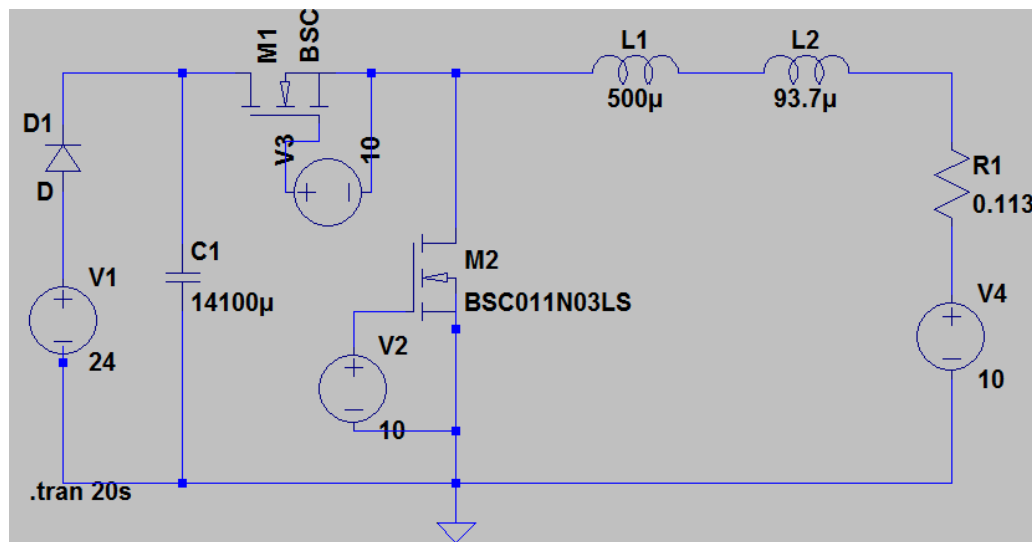 M1
BSC
L1
500µ
L2
93.7µ
D1
D
V3
10
R1
0.113
C1
14100µ
M2
BSC011N03LS
V1
24
V2
10
V4
10
.tran 20s